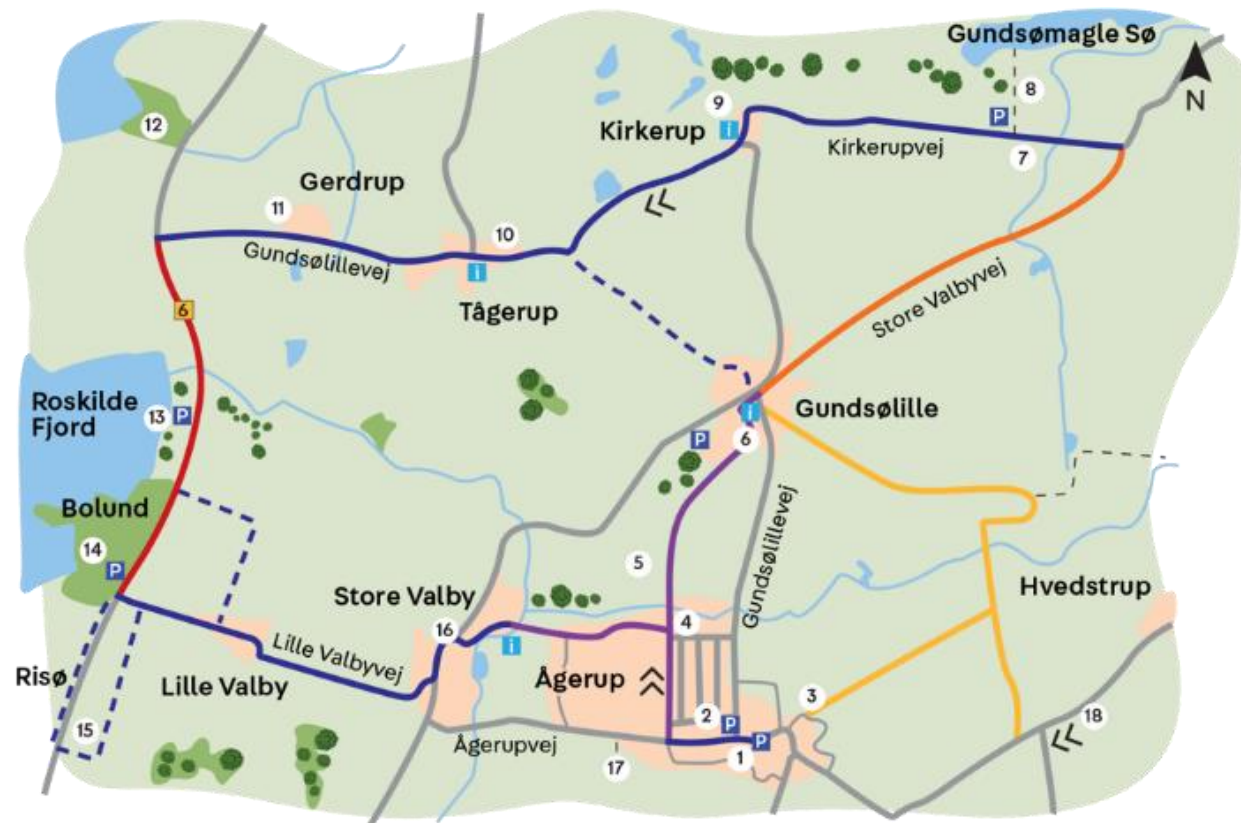 Gundsømagle Sø
P
8
N
9
Kirkerup
i
Kirkerupvej
7
12
Gerdrup
11
10
Gundsølillevej
i
Tågerup
6
Store Valbyvej
Roskilde
Fjord
13
P
Gundsølille
i
P
6
Bolund
14
P
5
Gundsølillevej
Hvedstrup
Store Valby
16
i
4
Lille Valbyvej
Risø
Lille Valby
Ågerup
3
2
P
P
1
15
Ågerupvej
17
18